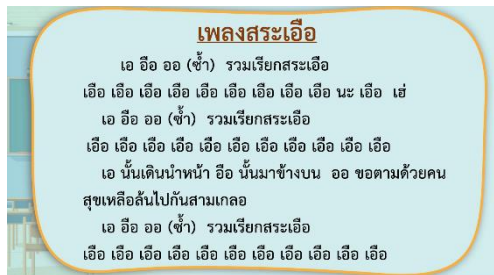 เพลงสระเอือ
เอ อือ ออ (ซ้ำ) รวมเรียกสระเอือ
เอือ เอือ เอือ เอือ เอือ เอือ เอือ เอือ เอือ นะ เอือ เฮ่
เอ อือ ออ (ซ้ำ) รวมเรียกสระเอือ
เอือ เอือ เอือ เอือ เอือ เอือ เอือ เอือ เอือ เอือ เอือ
เอ นั้นเดินนำหน้า อือ นั้นมาข้างบน ออ ขอตามด้วยคน
สุขเหลือล้นไปกันสามเกลอ
เอ อือ ออ (ซ้ำ) รวมเรียกสระเอือ
เอือ เอือ เอือ เอือ เอือ เอือ เอือ เอือ เอือ เอือ เอือ